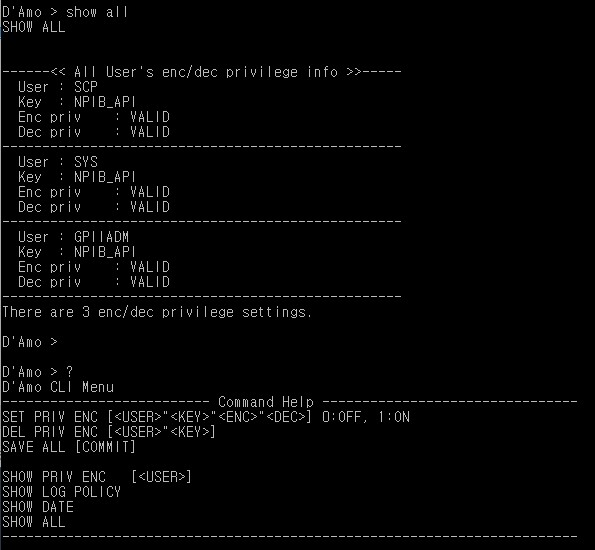 D'Amo > show all
SHOW ALL
------<< All User's enc/dec privilege info >>-----
User : SCP
Key : NPIB_API
Enc priv : VALID
Dec priv : VALID
--------------------------------------------------
User : SYS
Key : NPIB_API
Enc priv : VALID
Dec priv : VALID
--------------------------------------------------
User : GPIIADM
Key : NPIB_API
Enc priv : VALID
Dec priv : VALID
--------------------------------------------------
There are 3 enc/dec privilege settings.
D'Amo >
D'Amo > ?
D'Amo CLI Menu
-------------------------- Command Help ---------------------------------
SET PRIV ENC [<USER>"<KEY>"<ENC>"<DEC>] 0:OFF, 1:ON
DEL PRIV ENC [<USER>"<KEY>]
SAVE ALL [COMMIT]
SHOW PRIV ENC [<USER>]
SHOW LOG POLICY
SHOW DATE
SHOW ALL
------------------------------------------------------------------------